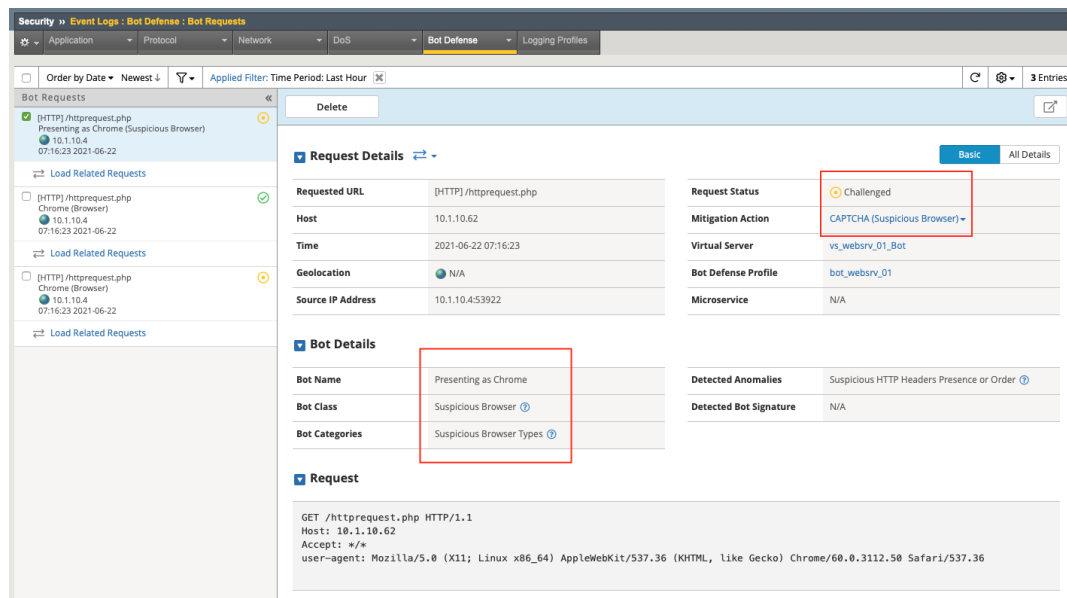 Security ›› Event Logs : Bot Defense : Bot Requests
Application Protocol Network DoS Bot Defense Logging Profiles
Order by Date Newest ↓ Applied Filter: Time Period: Last Hour 3 Entries
Bot Requests «
[HTTP] /httprequest.php
Presenting as Chrome (Suspicious Browser)
10.1.10.4
07:16:23 2021-06-22
Load Related Requests
[HTTP] /httprequest.php
Chrome (Browser)
10.1.10.4
07:16:23 2021-06-22
Load Related Requests
[HTTP] /httprequest.php
Chrome (Browser)
10.1.10.4
07:16:23 2021-06-22
Load Related Requests
Delete
Request Details
Basic All Details
Requested URL [HTTP] /httprequest.php
Host 10.1.10.62
Time 2021-06-22 07:16:23
Geolocation N/A
Source IP Address 10.1.10.4:53922
Request Status Challenged
Mitigation Action CAPTCHA (Suspicious Browser)
Virtual Server vs_websrv_01_Bot
Bot Defense Profile bot_websrv_01
Microservice N/A
Bot Details
Bot Name Presenting as Chrome
Bot Class Suspicious Browser
Bot Categories Suspicious Browser Types
Detected Anomalies Suspicious HTTP Headers Presence or Order
Detected Bot Signature N/A
Request
GET /httprequest.php HTTP/1.1
Host: 10.1.10.62
Accept: */*
user-agent: Mozilla/5.0 (X11; Linux x86_64) AppleWebKit/537.36 (KHTML, like Gecko) Chrome/60.0.3112.50 Safari/537.36